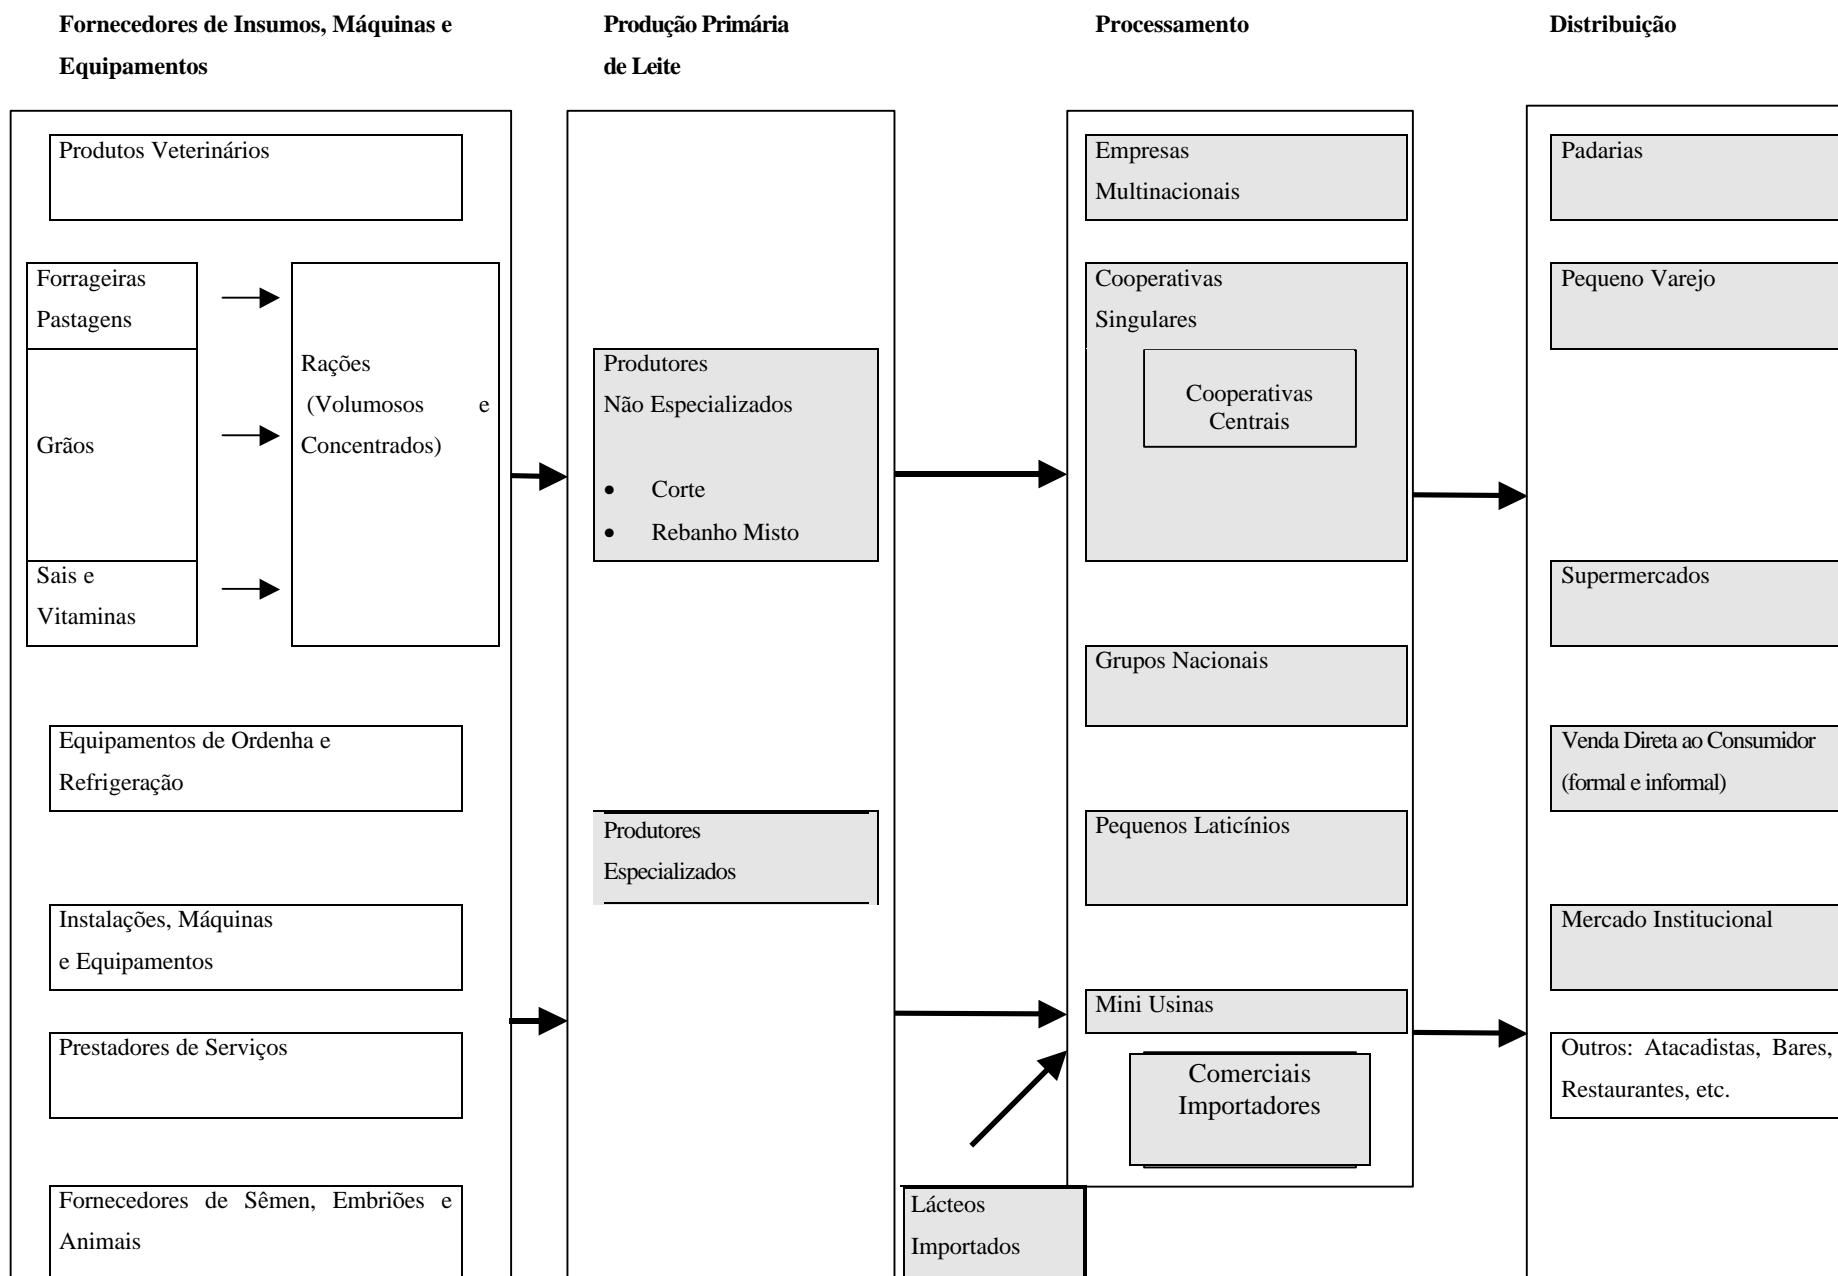 Fornecedores de Insumos, Máquinas e
Equipamentos
Produção Primária
de Leite
Processamento
Distribuição
Produtos Veterinários
Forrageiras
Pastagens
Grãos
Sais e
Vitaminas
Rações
(Volumosos e
Concentrados)
Equipamentos de Ordenha e
Refrigeração
Instalações, Máquinas
e Equipamentos
Prestadores de Serviços
Fornecedores de Sêmen, Embriões e
Animais
Produtores
Não Especializados
• Corte
• Rebanho Misto
Produtores
Especializados
Empresas
Multinacionais
Cooperativas
Singulares
Cooperativas
Centrais
Grupos Nacionais
Pequenos Laticínios
Mini Usinas
Comerciais
Importadores
Lácteos
Importados
Padarias
Pequeno Varejo
Supermercados
Venda Direta ao Consumidor
(formal e informal)
Mercado Institucional
Outros: Atacadistas, Bares,
Restaurantes, etc.